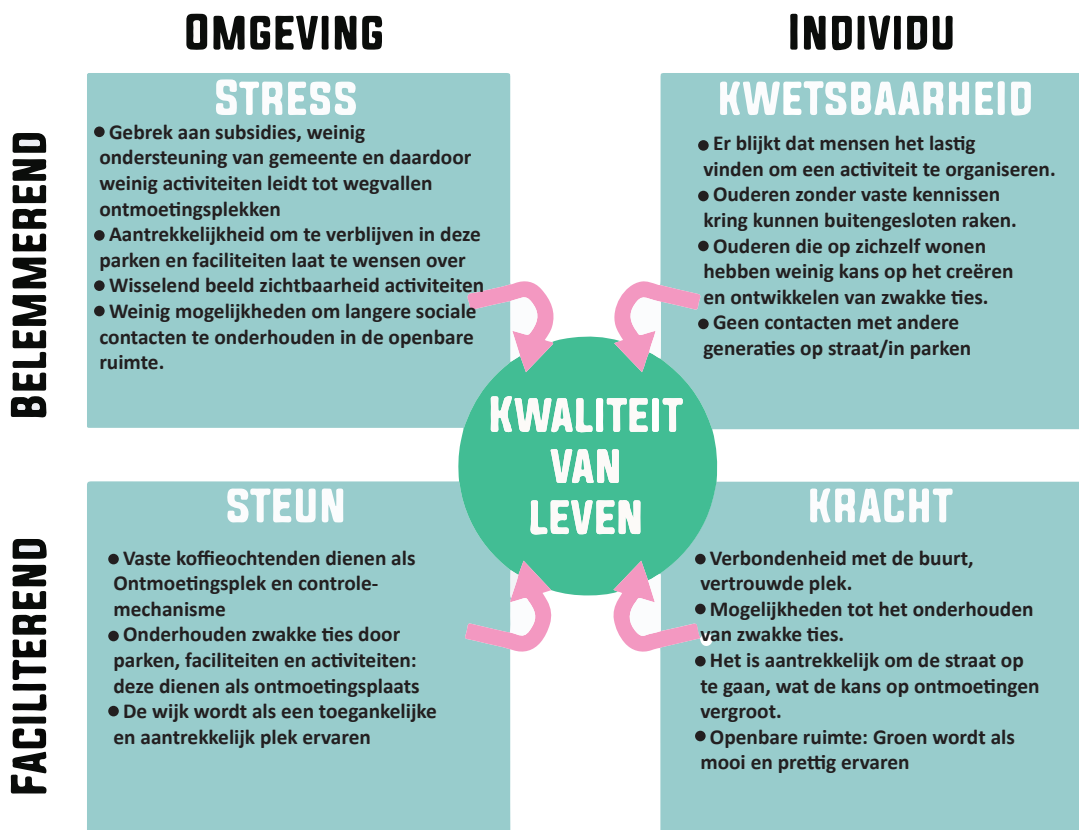 OMGEVING
INDIVIDU
BELEMMEREND
STRESS
● Gebrek aan subsidies, weinig
ondersteuning van gemeente en daardoor
weinig activiteiten leidt tot wegvallen
ontmoetingsplekken
● Aantrekkelijkheid om te verblijven in deze
parken en faciliteiten laat te wensen over
● Wisselend beeld zichtbaarheid activiteiten
● Weinig mogelijkheden om langere sociale
contacten te onderhouden in de openbare
ruimte.
KWETSBAARHEID
● Er blijkt dat mensen het lastig
vinden om een activiteit te organiseren.
● Ouderen zonder vaste kennissen
kring kunnen buitengesloten raken.
● Ouderen die op zichzelf wonen
hebben weinig kans op het creëren
en ontwikkelen van zwakke ties.
● Geen contacten met andere
generaties op straat/in parken
KWALITEIT
VAN
LEVEN
FACILITEREND
STEUN
● Vaste koffieochtenden dienen als
Ontmoetingsplek en controle-
mechanisme
● Onderhouden zwakke ties door
parken, faciliteiten en activiteiten:
deze dienen als ontmoetingsplaats
● De wijk wordt als een toegankelijke
en aantrekkelijk plek ervaren
KRACHT
● Verbondenheid met de buurt,
vertrouwde plek.
● Mogelijkheden tot het onderhouden
van zwakke ties.
● Het is aantrekkelijk om de straat op
te gaan, wat de kans op ontmoetingen
vergroot.
● Openbare ruimte: Groen wordt als
mooi en prettig ervaren